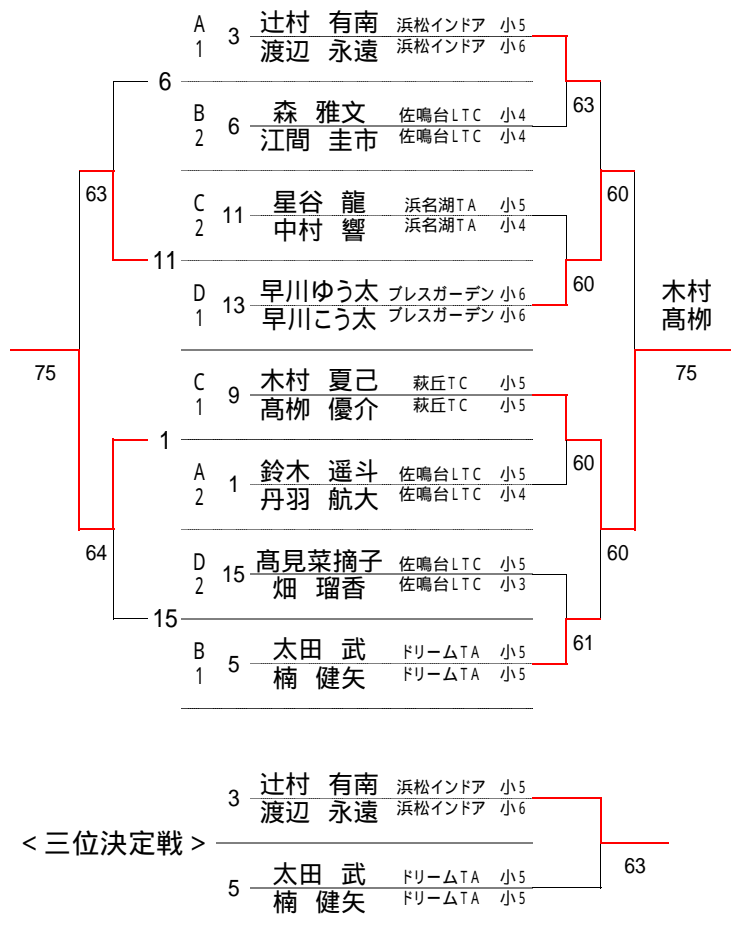 A 1 3 辻村 有南 浜松インドア 小5
渡辺 永遠 浜松インドア 小6
6
63
B 2 6 森 雅文 佐鳴台LTC 小4
江間 圭市 佐鳴台LTC 小4
63
60
C 2 11 星谷 龍 浜名湖TA 小5
中村 響 浜名湖TA 小4
11
60
D 1 13 早川ゆう太 ブレスガーデン 小6
早川こう太 ブレスガーデン 小6
木村
髙栁
75
75
C 1 9 木村 夏己 萩丘TC 小5
髙栁 優介 萩丘TC 小5
1
60
A 2 1 鈴木 遥斗 佐鳴台LTC 小5
丹羽 航大 佐鳴台LTC 小4
64
60
D 2 15 髙見菜摘子 佐鳴台LTC 小5
畑 瑠香 佐鳴台LTC 小3
15
61
B 1 5 太田 武 ドリームTA 小5
楠 健矢 ドリームTA 小5
3 辻村 有南 浜松インドア 小5
渡辺 永遠 浜松インドア 小6
<三位決定戦>
63
5 太田 武 ドリームTA 小5
楠 健矢 ドリームTA 小5